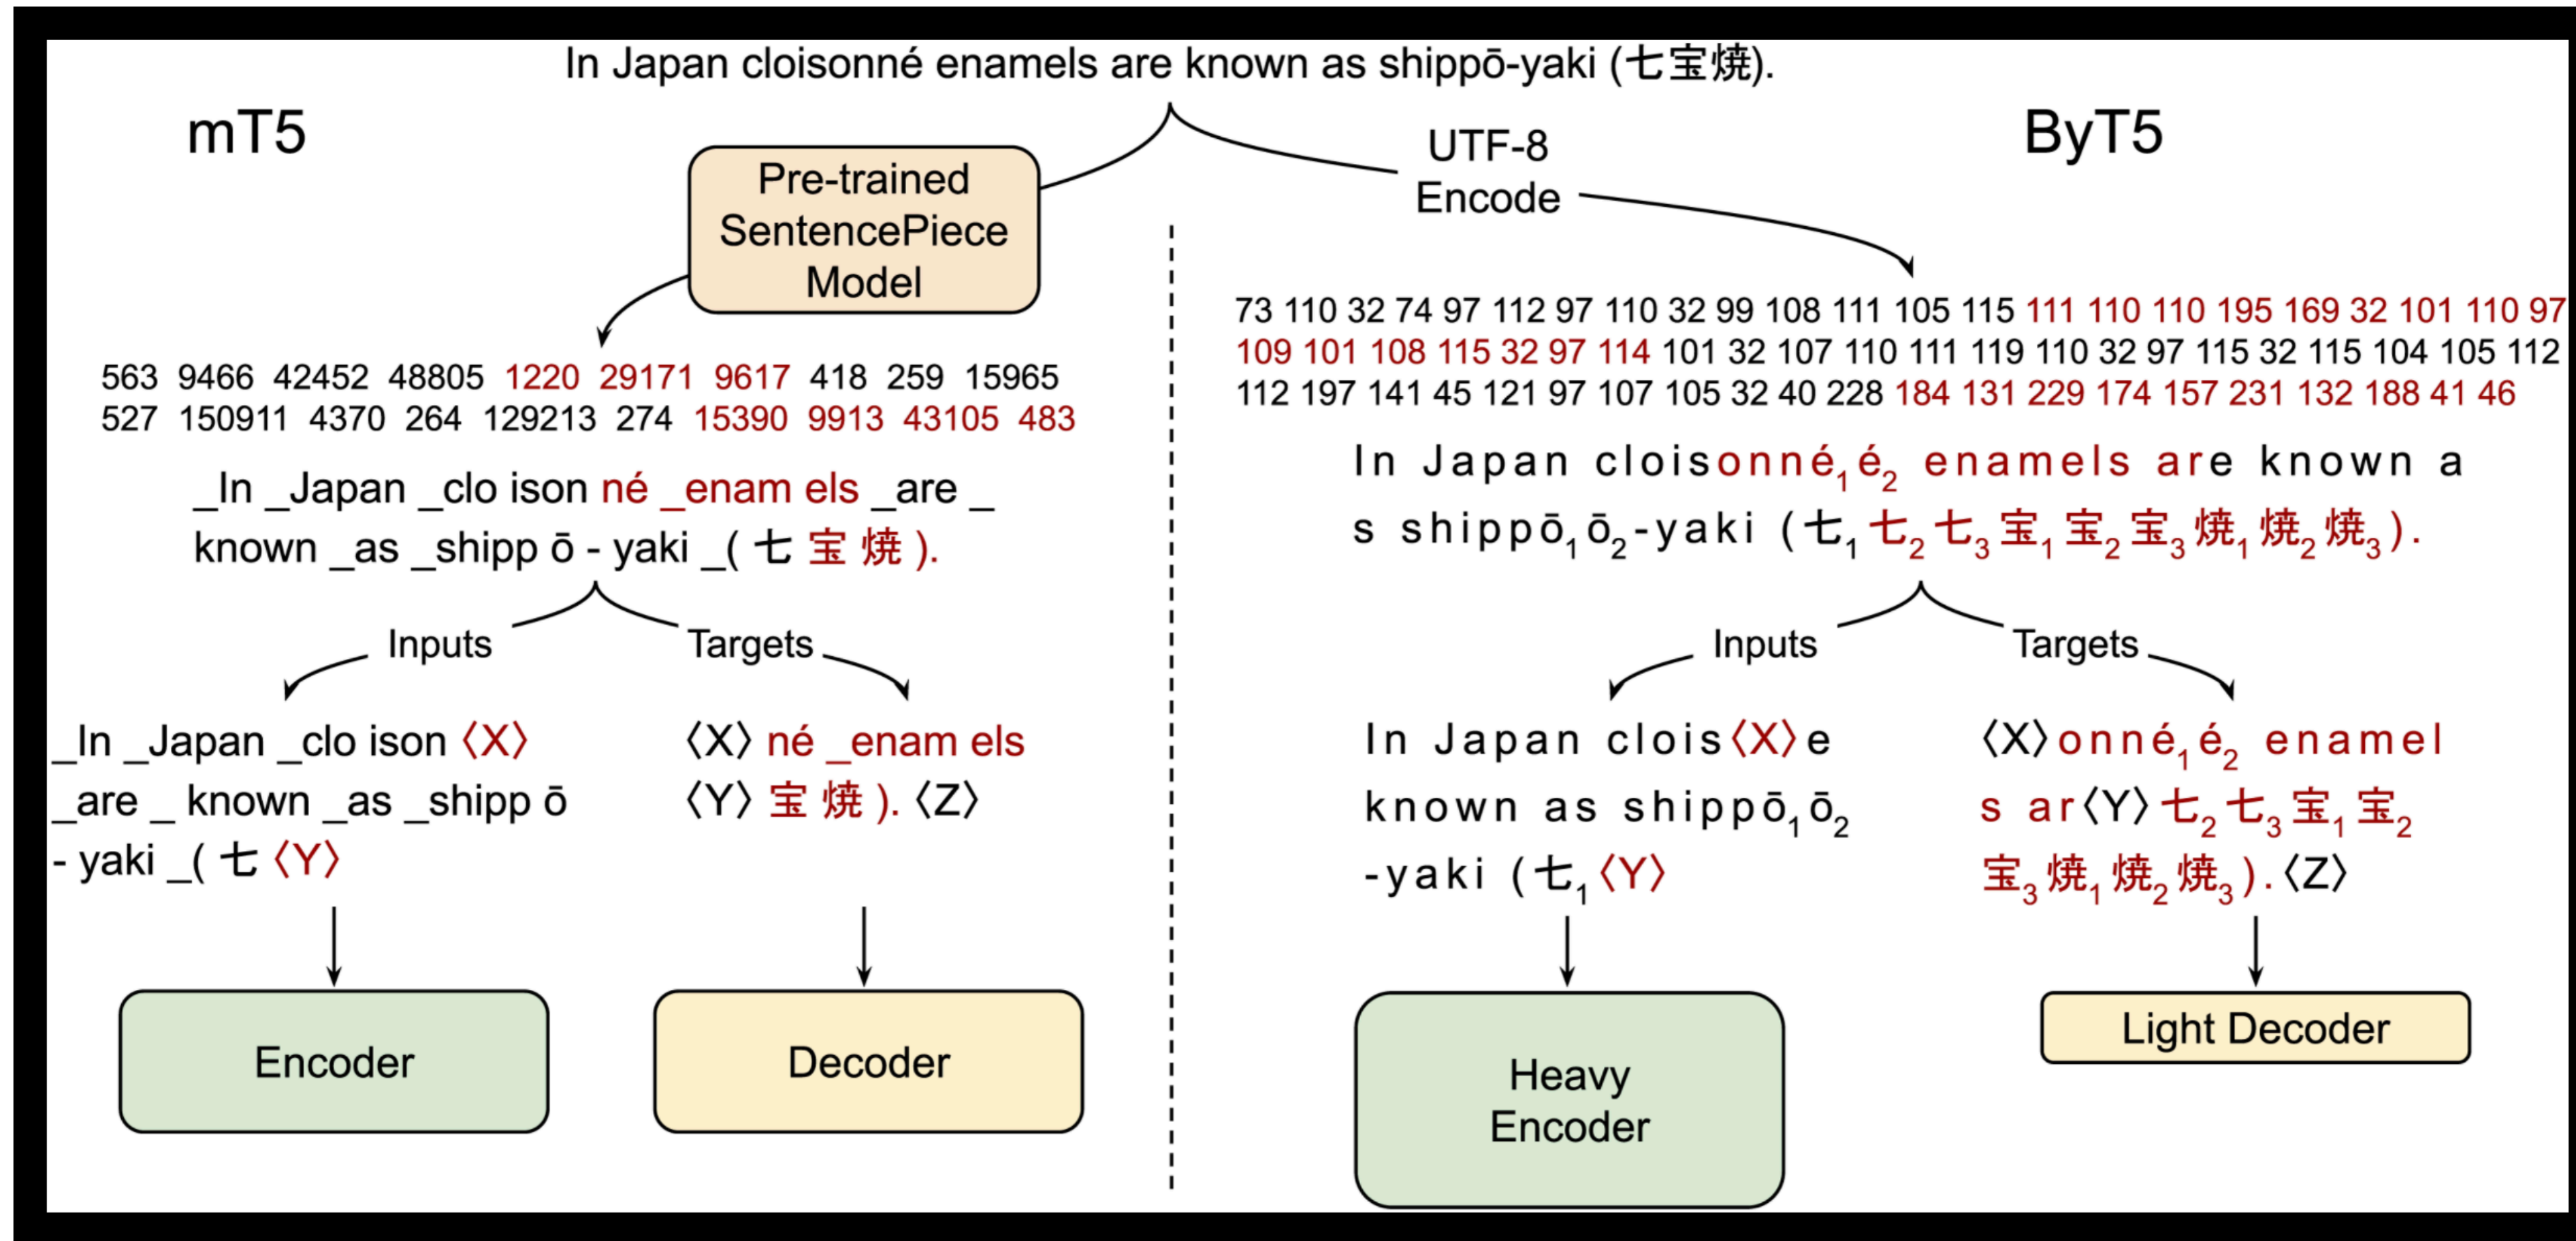 In Japan cloisonné enamels are known as shippō-yaki (七宝焼).
mT5
Pre-trained
SentencePiece
Model
563 9466 42452 48805 1220 29171 9617 418 259 15965
527 150911 4370 264 129213 274 15390 9913 43105 483
_In _Japan _clo ison né _enam els _are _
known _as _shipp ō - yaki _( 七 宝 焼 ).
Inputs
Targets
_In _Japan _clo ison 〈X〉
_are _ known _as _shipp ō
- yaki _( 七 〈Y〉
〈X〉 né _enam els
〈Y〉 宝 焼 ). 〈Z〉
Encoder
Decoder
ByT5
UTF-8
Encode
73 110 32 74 97 112 97 110 32 99 108 111 105 115 111 110 110 195 169 32 101 110 97
109 101 108 115 32 97 114 101 32 107 110 111 119 110 32 97 115 32 115 104 105 112
112 197 141 45 121 97 107 105 32 40 228 184 131 229 174 157 231 132 188 41 46
In Japan cloisonné₁é₂ enamels are known a
s shippō₁ō₂-yaki (七₁七₂七₃宝₁宝₂宝₃焼₁焼₂焼₃).
Inputs
Targets
In Japan clois〈X〉e
known as shippō₁ō₂
-yaki (七₁〈Y〉
〈X〉onné₁é₂ enamel
s ar〈Y〉七₂七₃宝₁宝₂
宝₃焼₁焼₂焼₃).〈Z〉
Heavy
Encoder
Light Decoder